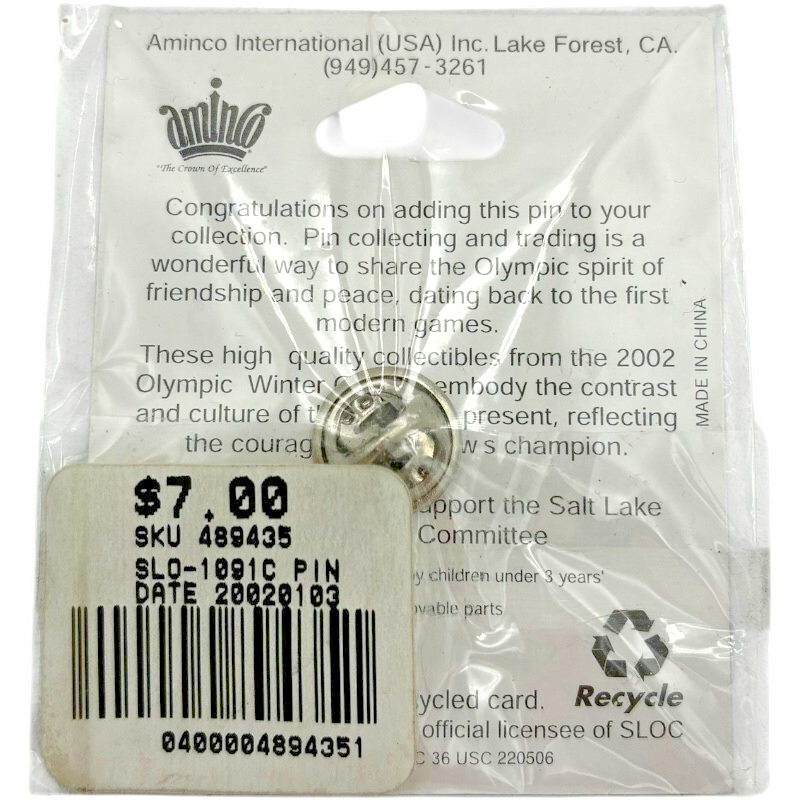 Aminco International (USA) Inc. Lake Forest, CA.
(949)457-3261
aminco
"The Crown Of Excellence"
Congratulations on adding this pin to your
collection. Pin collecting and trading is a
wonderful way to share the Olympic spirit of
friendship and peace, dating back to the first
modern games.
These high quality collectibles from the 2002
Olympic Winter embody the contrast
and culture of present, reflecting
the courag w s champion.
upport the Salt Lake
Committee
by children under 3 years'
ovable parts
ycled card.
Recycle
official licensee of SLOC
C 36 USC 220506
MADE IN CHINA
$7.00
SKU 489435
SLO-1091C PIN
DATE 20020103
0400004894351